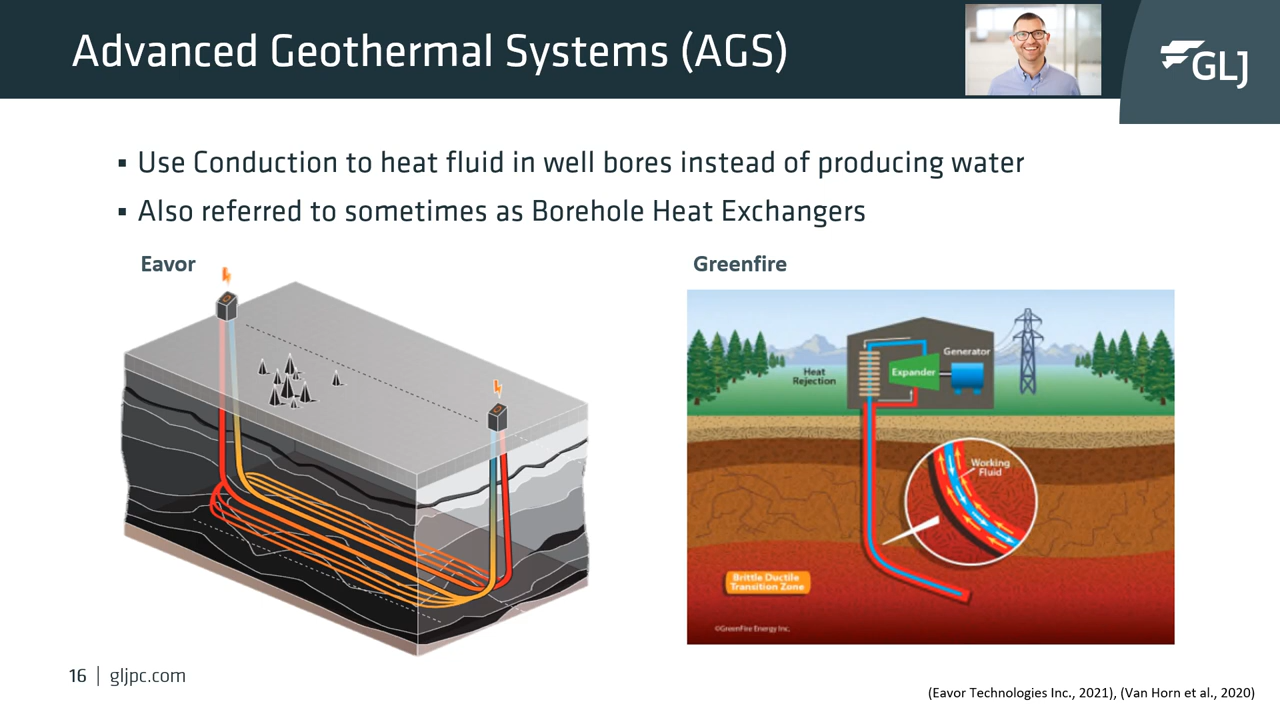 Advanced Geothermal Systems (AGS)
GLJ
▪ Use Conduction to heat fluid in well bores instead of producing water
▪ Also referred to sometimes as Borehole Heat Exchangers
Eavor
Greenfire
Heat
Rejection
Expander
Generator
Working
Fluid
Brittle Ductile
Transition Zone
©GreenFire Energy Inc.
16 | gljpc.com
(Eavor Technologies Inc., 2021), (Van Horn et al., 2020)